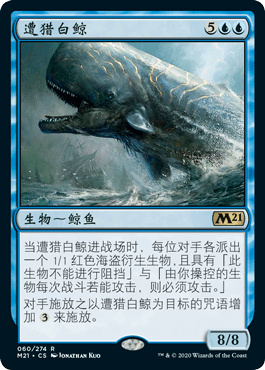 遭猎白鲸 5
生物～鲸鱼 M21
当遭猎白鲸进战场时，每位对手各派出
一个 1/1 红色海盗衍生生物，且具有「此
生物不能进行阻挡」与「由你操控的生
物每次战斗若能攻击，则必须攻击。」
对手施放之以遭猎白鲸为目标的咒语增
加 3 来施放。
8/8
060/274 R
M21 • CS Jonathan Kuo
™ & © 2020 Wizards of the Coast